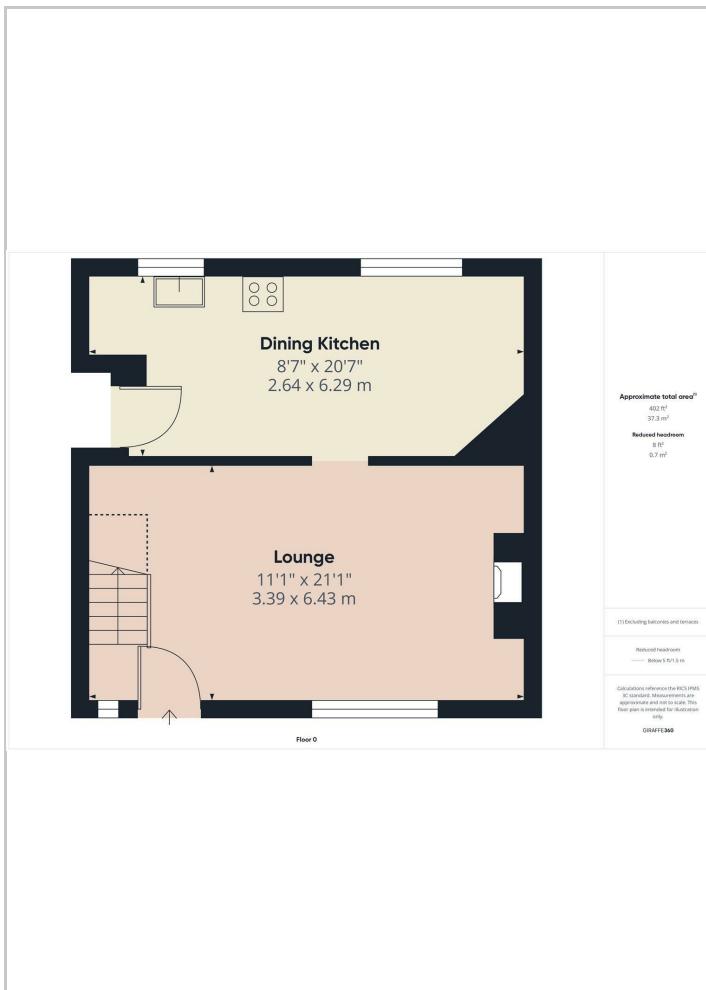 Dining Kitchen
8'7" x 20'7"
2.64 x 6.29 m
Lounge
11'1" x 21'1"
3.39 x 6.43 m
Floor 0
Approximate total area⁽¹⁾
402 ft²
37.3 m²
Reduced headroom
8 ft²
0.7 m²
(1) Excluding balconies and terraces
Reduced headroom
Below 5 ft/1.5 m
Calculations reference the RICS IPMS
3C standard. Measurements are
approximate and not to scale. This
floor plan is intended for illustration
only.
GIRAFFE360